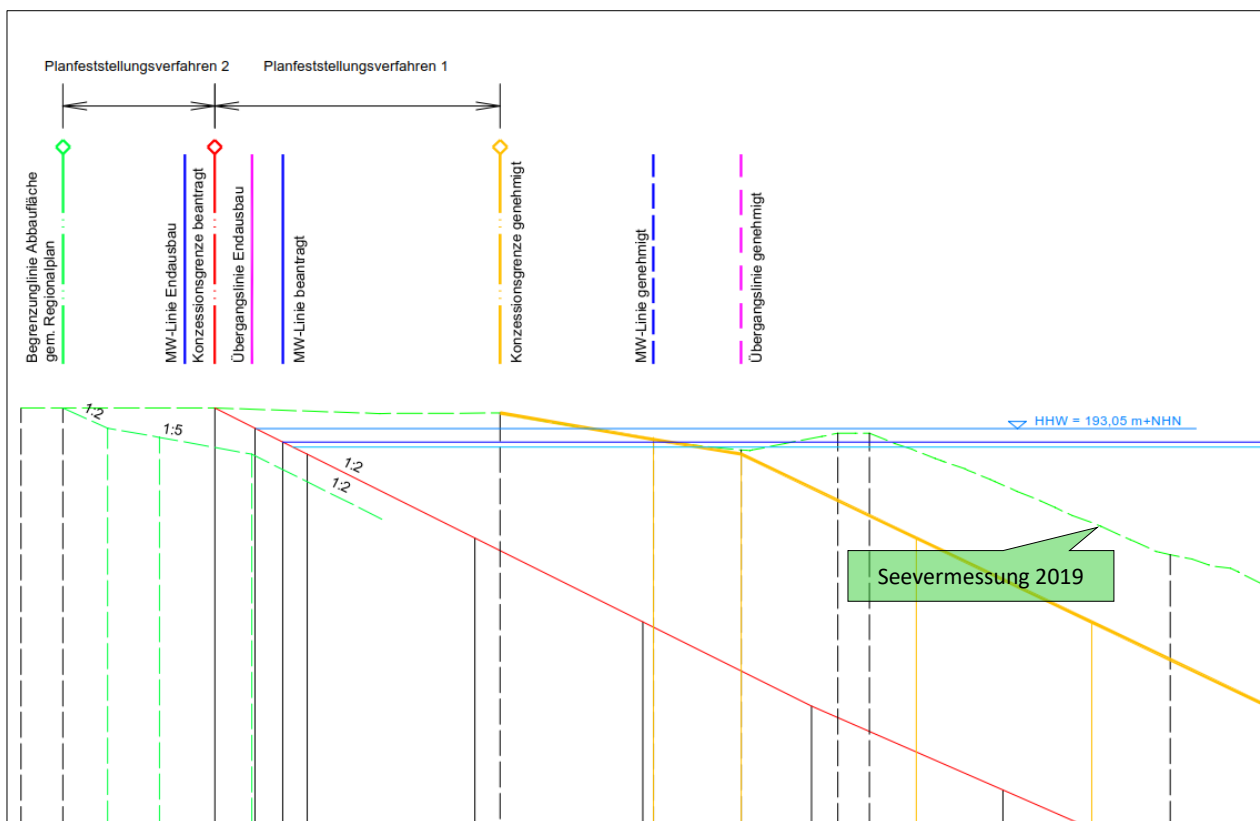 Planfeststellungsverfahren 2
Planfeststellungsverfahren 1
Begrenzunglinie Abbaufläche
gem. Regionalplan
MW-Linie Endausbau
Konzessionsgrenze beantragt
Übergangslinie Endausbau
MW-Linie beantragt
Konzessionsgrenze genehmigt
MW-Linie genehmigt
Übergangslinie genehmigt
1:2
1:5
1:2
1:2
HHW = 193,05 m+NHN
Seevermessung 2019